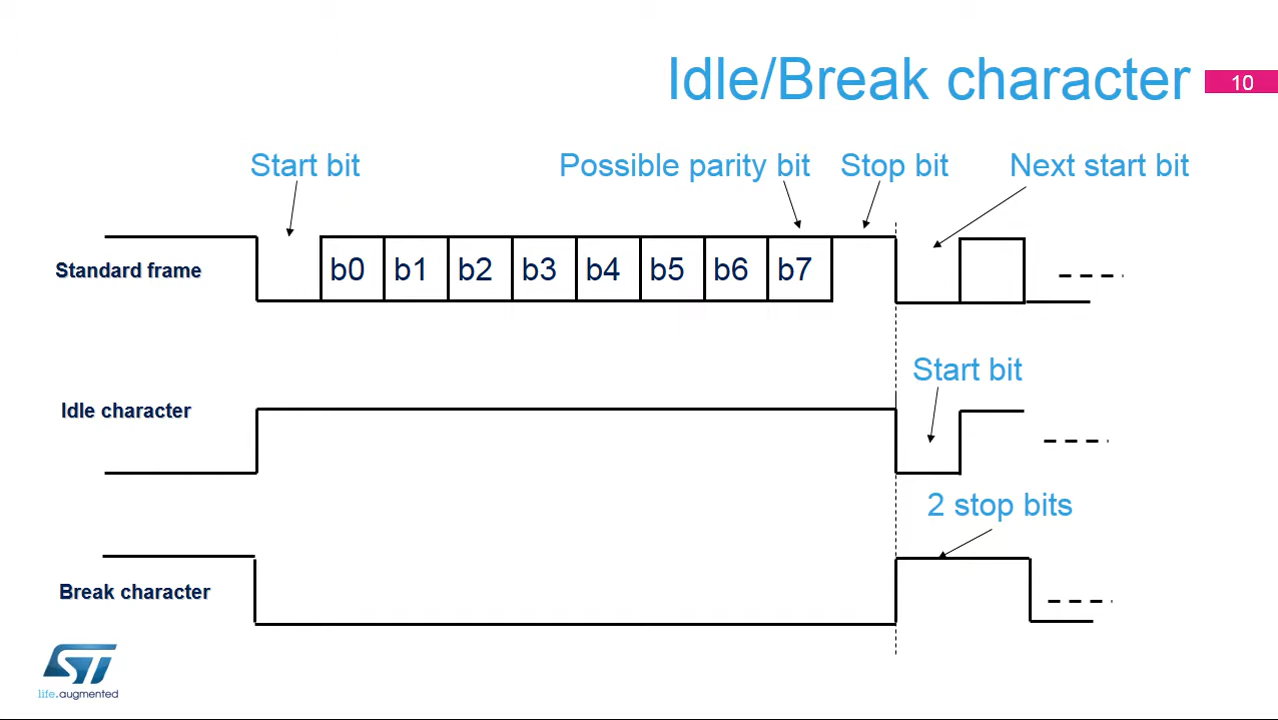 Idle/Break character
10
Start bit
Possible parity bit
Stop bit
Next start bit
Standard frame
b0 b1 b2 b3 b4 b5 b6 b7
Start bit
Idle character
2 stop bits
Break character
ST
life.augmented